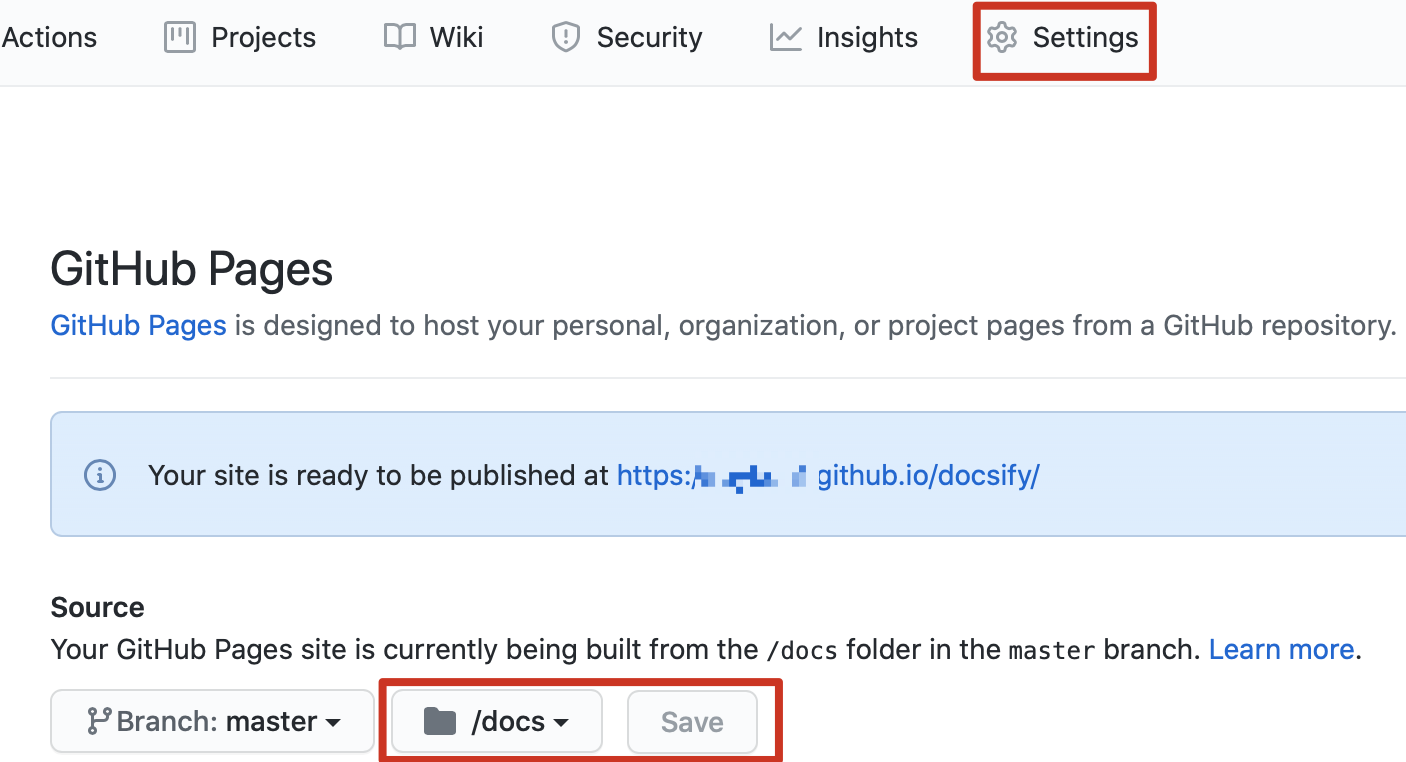 Actions Projects Wiki Security Insights Settings
GitHub Pages
GitHub Pages is designed to host your personal, organization, or project pages from a GitHub repository.
Your site is ready to be published at https:/ github.io/docsify/
Source
Your GitHub Pages site is currently being built from the /docs folder in the master branch. Learn more.
Branch: master /docs Save